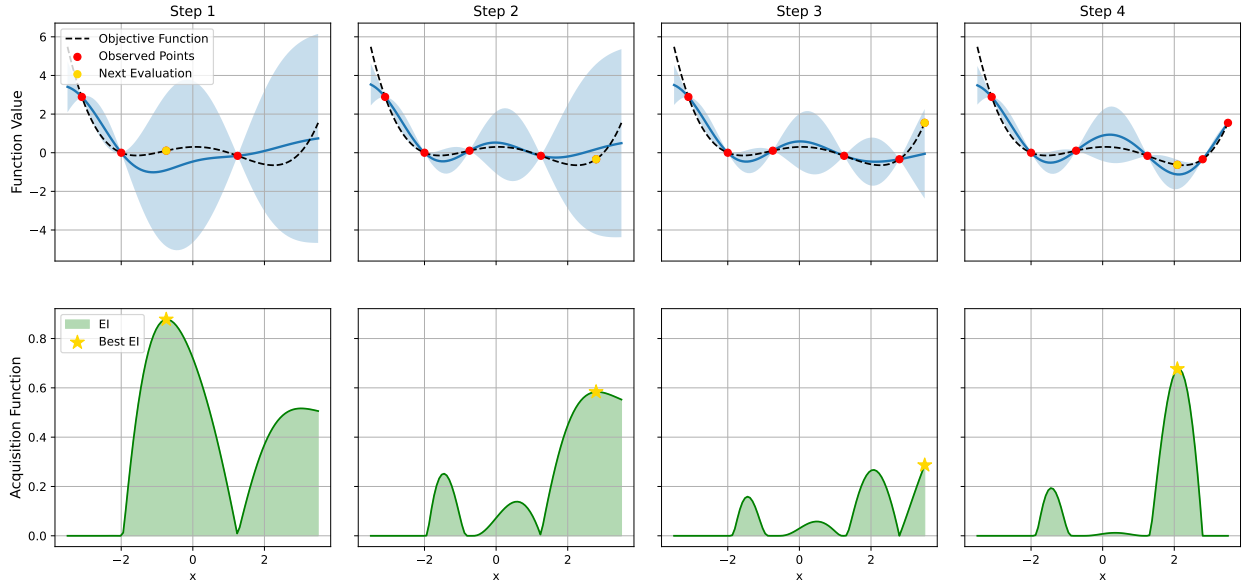 Step 1
Step 2
Step 3
Step 4
Function Value
6
4
2
0
−2
−4
Objective Function
Observed Points
Next Evaluation
−2
0
2
−2
0
2
−2
0
2
−2
0
2
Acquisition Function
0.8
0.6
0.4
0.2
0.0
EI
Best EI
x
x
x
x